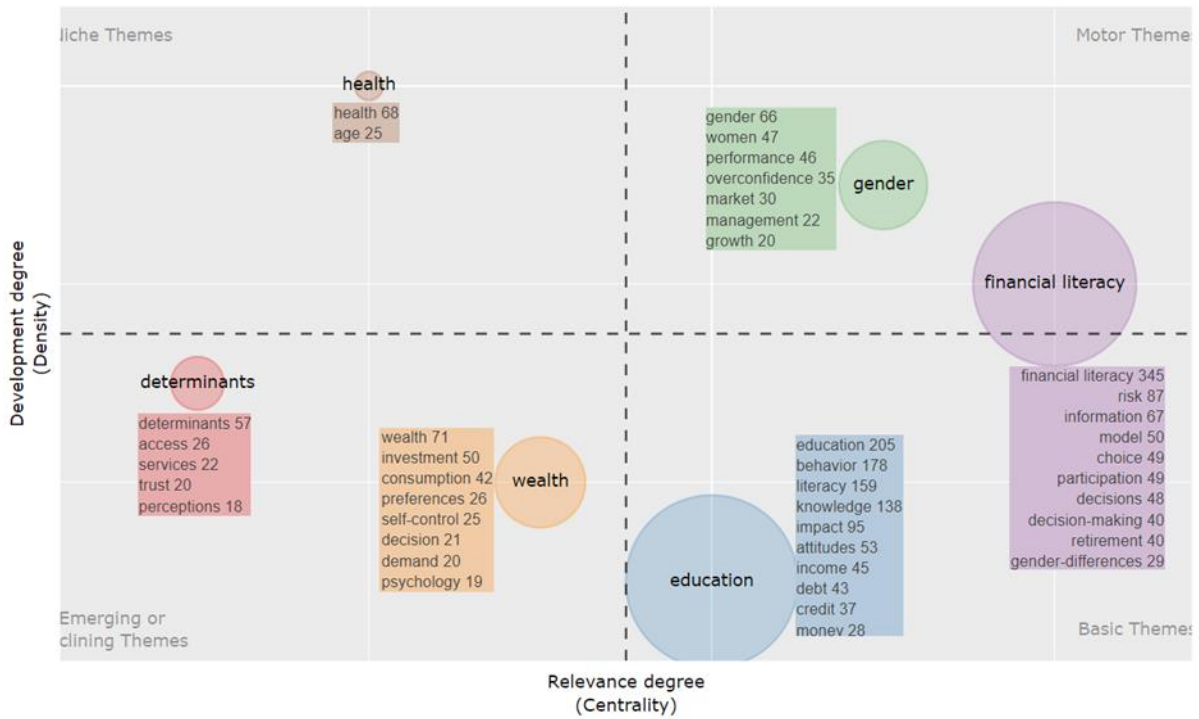 liche Themes
Motor Theme
health
health 68
age 25
gender 66
women 47
performance 46
overconfidence 35
market 30
management 22
growth 20
gender
financial literacy
Development degree
(Density)
determinants
determinants 57
access 26
services 22
trust 20
perceptions 18
wealth 71
investment 50
consumption 42
preferences 26
self-control 25
decision 21
demand 20
psychology 19
wealth
education
education 205
behavior 178
literacy 159
knowledge 138
impact 95
attitudes 53
income 45
debt 43
credit 37
money 28
financial literacy 345
risk 87
information 67
model 50
choice 49
participation 49
decisions 48
decision-making 40
retirement 40
gender-differences 29
Emerging or
clining Themes
Basic Themes
Relevance degree
(Centrality)